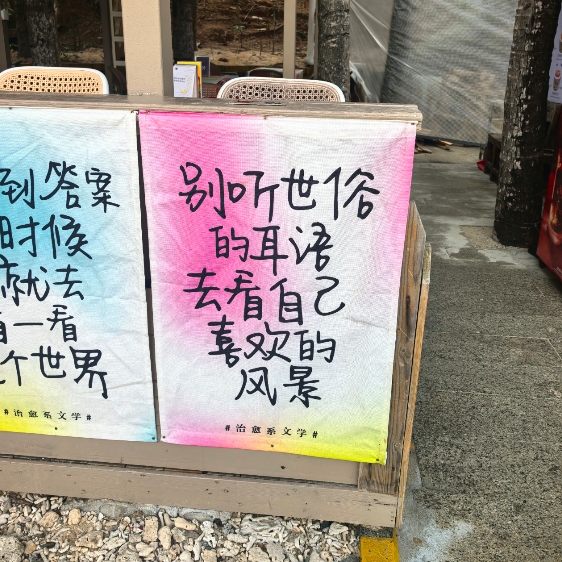 到答案
时候
就去
看一看
个世界
#治愈系文学#
别听世俗
的耳语
去看自己
喜欢的
风景
#治愈系文学#